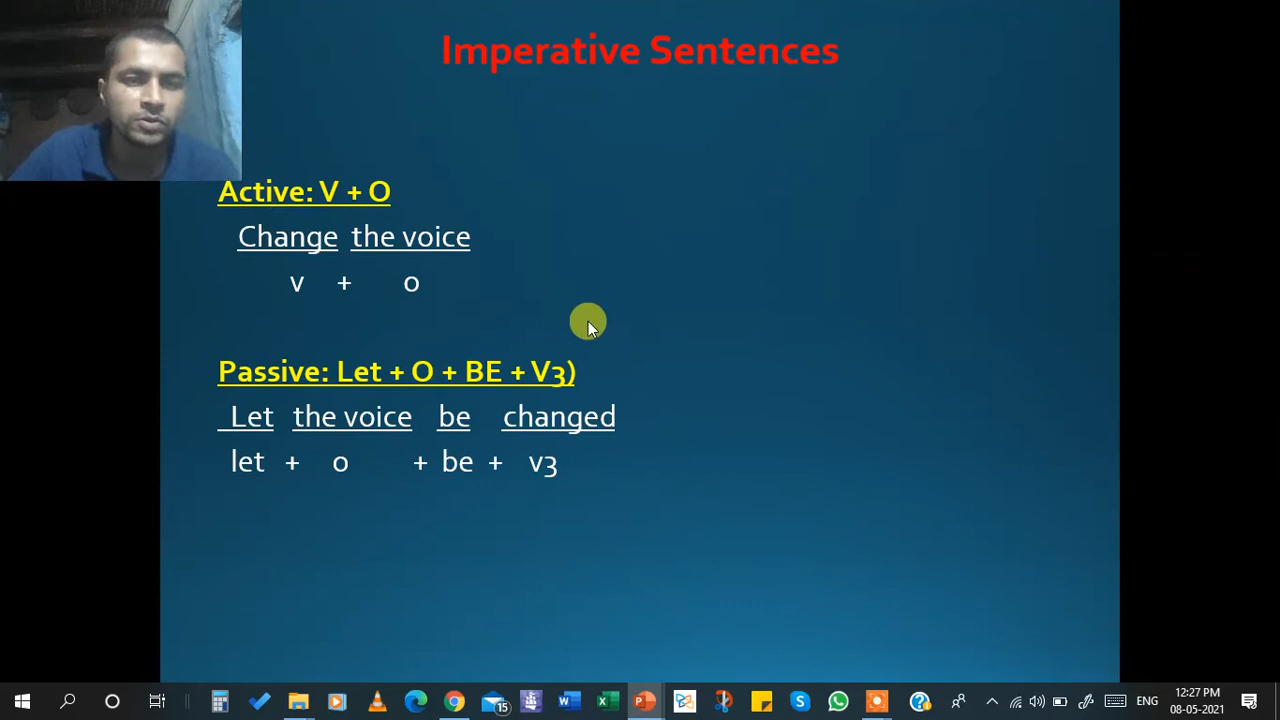 Imperative Sentences
Active: V + O
Change the voice
v + o
Passive: Let + O + BE + V3)
Let the voice be changed
let + o + be + v3
15
ENG
12:27 PM
08-05-2021